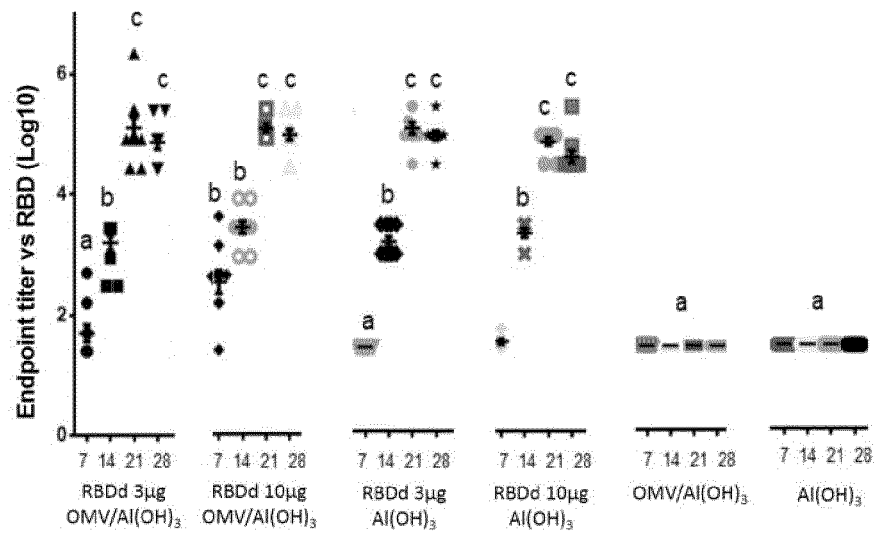 Endpoint titer vs RBD (Log10)
6
4
2
0
a b c c
b b c c
a b c c
b c c
a
a
7 14 21 28
7 14 21 28
7 14 21 28
7 14 21 28
7 14 21 28
7 14 21 28
RBDd 3µg
OMV/Al(OH)₃
RBDd 10µg
OMV/Al(OH)₃
RBDd 3µg
Al(OH)₃
RBDd 10µg
Al(OH)₃
OMV/Al(OH)₃
Al(OH)₃